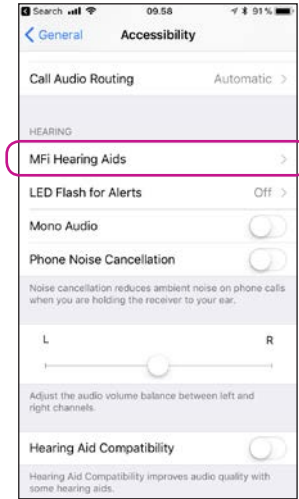 Search 09.58 91 %
General Accessibility
Call Audio Routing Automatic
HEARING
MFi Hearing Aids
LED Flash for Alerts Off
Mono Audio
Phone Noise Cancellation
Noise cancellation reduces ambient noise on phone calls
when you are holding the receiver to your ear.
L R
Adjust the audio volume balance between left and
right channels.
Hearing Aid Compatibility
Hearing Aid Compatibility improves audio quality with
some hearing aids.